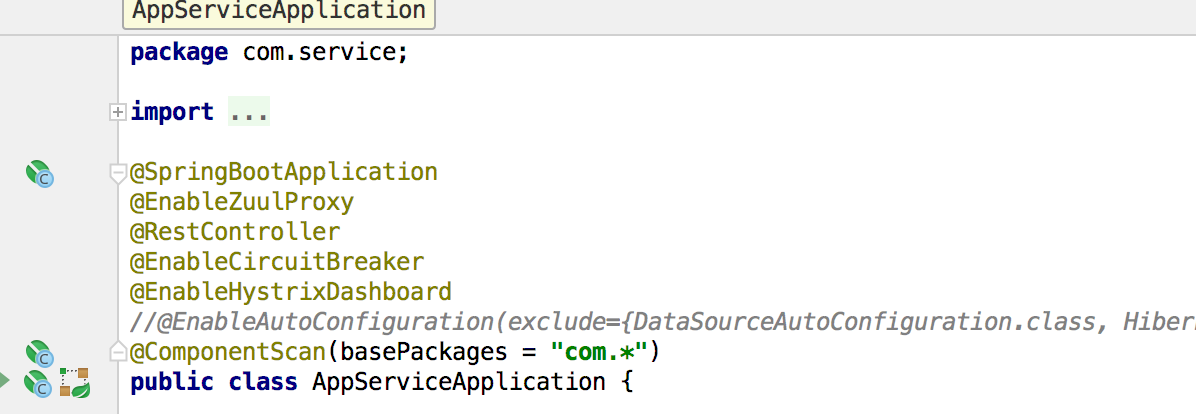 AppServiceApplication
package com.service;
import ...
@SpringBootApplication
@EnableZuulProxy
@RestController
@EnableCircuitBreaker
@EnableHystrixDashboard
//@EnableAutoConfiguration(exclude={DataSourceAutoConfiguration.class, Hiber
@ComponentScan(basePackages = "com.*")
public class AppServiceApplication {